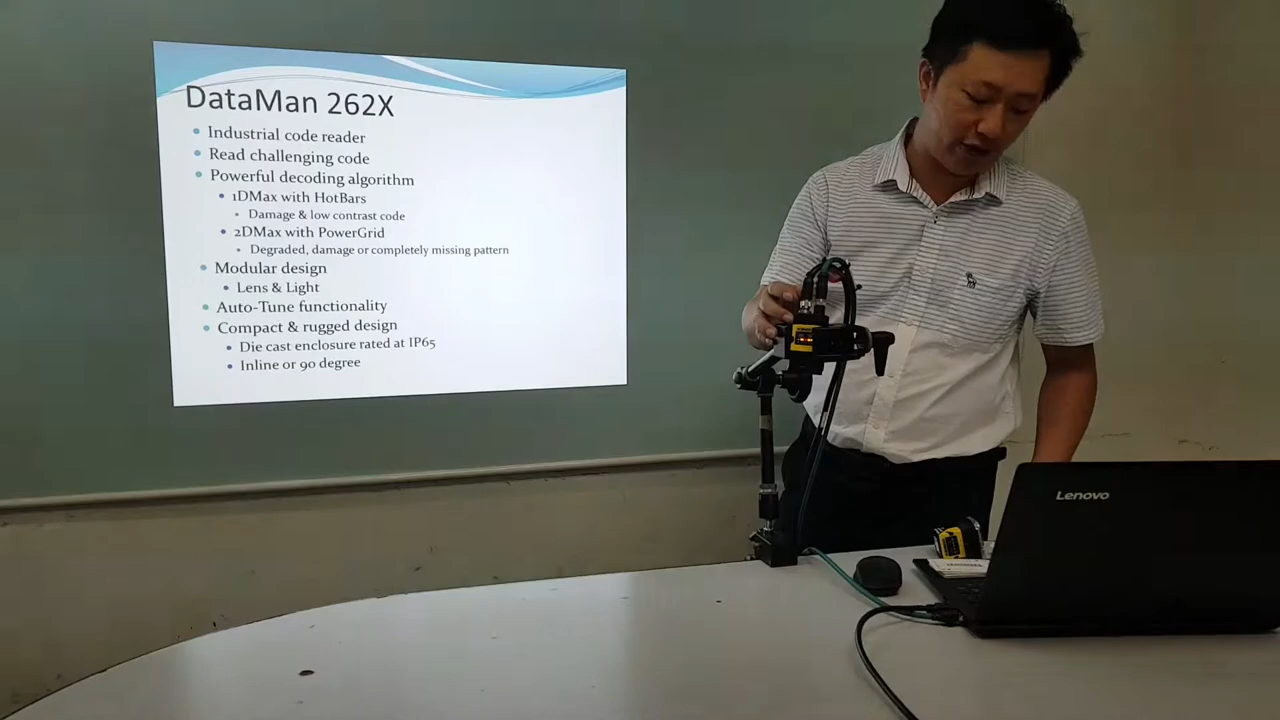 DataMan 262X
Industrial code reader
Read challenging code
Powerful decoding algorithm
1DMax with HotBars
Damage & low contrast code
2DMax with PowerGrid
Degraded, damage or completely missing pattern
Modular design
Lens & Light
Auto-Tune functionality
Compact & rugged design
Die cast enclosure rated at IP65
Inline or 90 degree
Lenovo